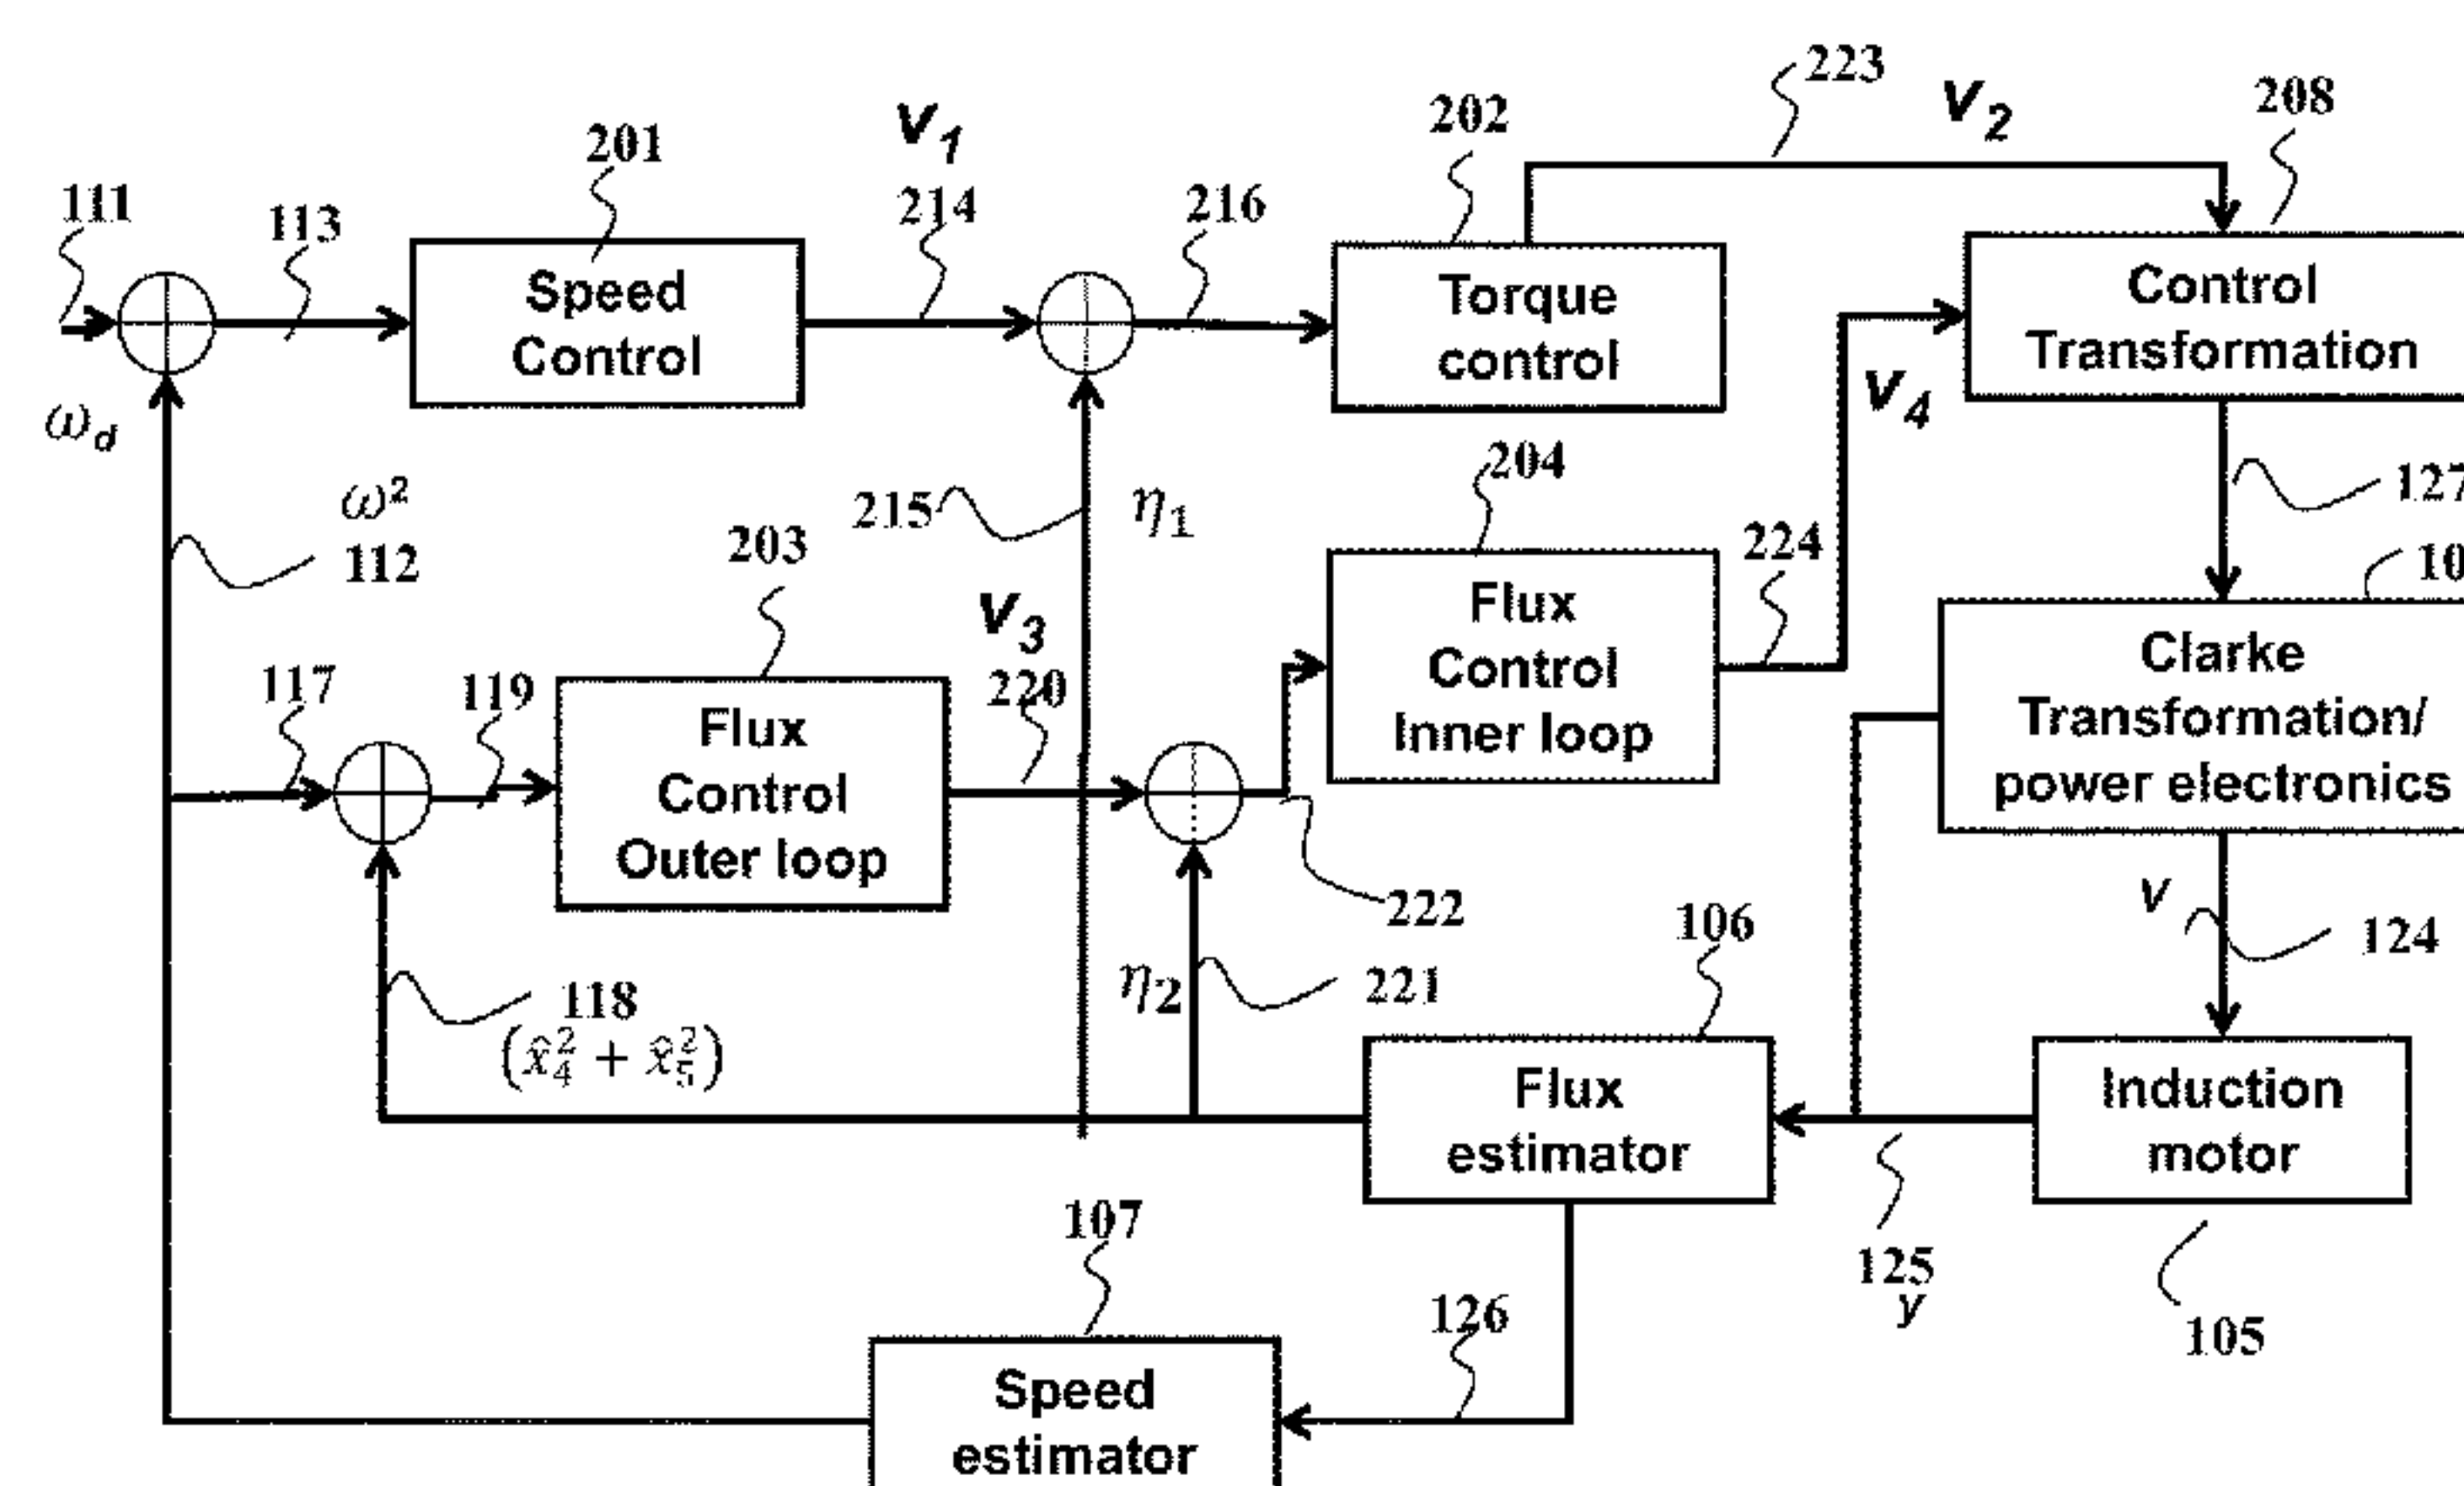 223
V2
208
202
V1
201
111
113
214
216
Speed
Control
Torque
control
Control
Transformation
V4
ωd
204
ω²
112
215
η1
127
203
224
10
V3
220
Flux
Control
Inner loop
Clarke
Transformation/
power electronics
117
119
Flux
Control
Outer loop
222
106
V
124
118
(x̂₄² + x̂₅²)
η2
221
Flux
estimator
Induction
motor
107
126
125
y
105
Speed
estimator